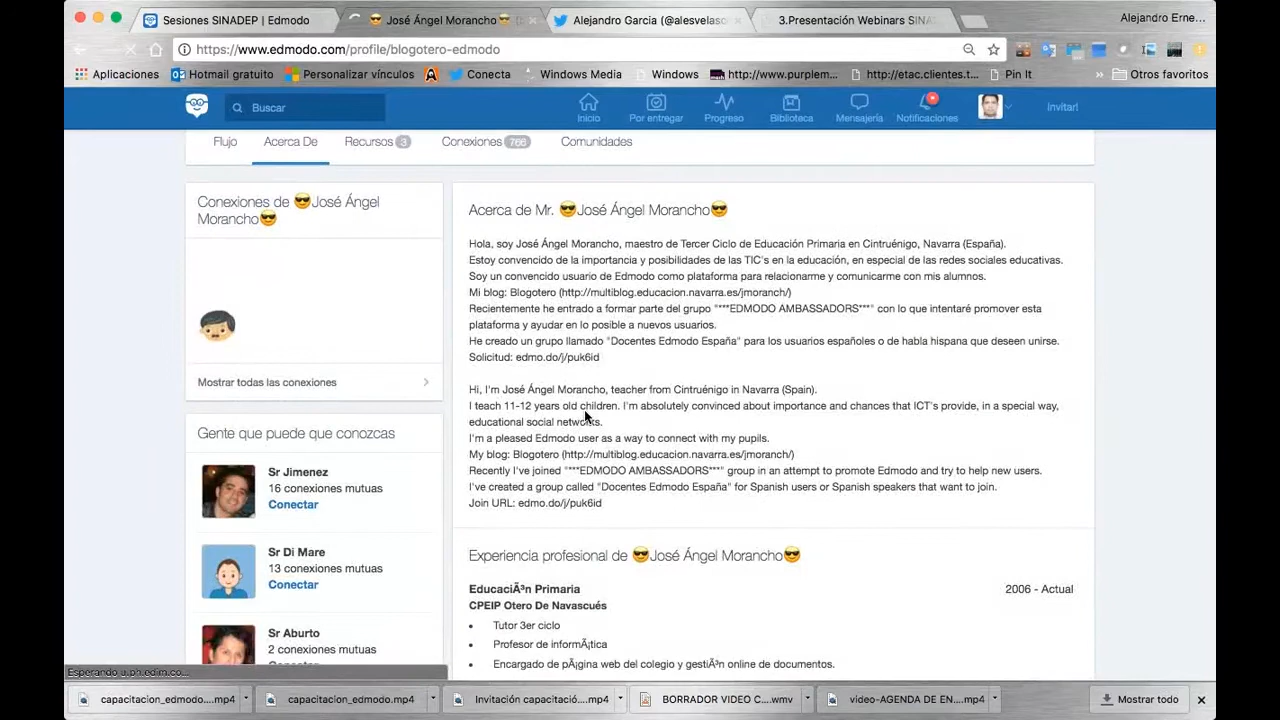 Sesiones SINADEP | Edmodo
😎 José Ángel Morancho😎
Alejandro Garcia (@alesvelasc
3.Presentación Webinars SINA
Alejandro Erne...
https://www.edmodo.com/profile/blogotero-edmodo
Aplicaciones
Hotmail gratuito
Personalizar vínculos
Conecta
Windows Media
Windows
http://www.purplem...
http://etac.clientes.t...
Pin It
»
Otros favoritos
Buscar
Inicio
Por entregar
Progreso
Biblioteca
Mensajería
Notificaciones
Invitar!
Flujo
Acerca De
Recursos 3
Conexiones 766
Comunidades
Conexiones de 😎José Ángel
Morancho😎
Mostrar todas las conexiones
Gente que puede que conozcas
Sr Jimenez
16 conexiones mutuas
Conectar
Sr Di Mare
13 conexiones mutuas
Conectar
Sr Aburto
2 conexiones mutuas
Acerca de Mr. 😎José Ángel Morancho😎
Hola, soy José Ángel Morancho, maestro de Tercer Ciclo de Educación Primaria en Cintruénigo, Navarra (España).
Estoy convencido de la importancia y posibilidades de las TIC's en la educación, en especial de las redes sociales educativas.
Soy un convencido usuario de Edmodo como plataforma para relacionarme y comunicarme con mis alumnos.
Mi blog: Blogotero (http://multiblog.educacion.navarra.es/jmoranch/)
Recientemente he entrado a formar parte del grupo "***EDMODO AMBASSADORS***" con lo que intentaré promover esta
plataforma y ayudar en lo posible a nuevos usuarios.
He creado un grupo llamado "Docentes Edmodo España" para los usuarios españoles o de habla hispana que deseen unirse.
Solicitud: edmo.do/j/puk6id
Hi, I'm José Ángel Morancho, teacher from Cintruénigo in Navarra (Spain).
I teach 11-12 years old children. I'm absolutely convinced about importance and chances that ICT's provide, in a special way,
educational social networks.
I'm a pleased Edmodo user as a way to connect with my pupils.
My blog: Blogotero (http://multiblog.educacion.navarra.es/jmoranch/)
Recently I've joined "***EDMODO AMBASSADORS***" group in an attempt to promote Edmodo and try to help new users.
I've created a group called "Docentes Edmodo España" for Spanish users or Spanish speakers that want to join.
Join URL: edmo.do/j/puk6id
Experiencia profesional de 😎José Ángel Morancho😎
EducaciÃ³n Primaria
2006 - Actual
CPEIP Otero De Navascués
• Tutor 3er ciclo
• Profesor de informÃ¡tica
• Encargado de pÃ¡gina web del colegio y gestiÃ³n online de documentos.
Esperando u.ph.edim.co...
capacitacion_edmodo....mp4
capacitacion_edmodo.mp4
Invitación capacitació....mp4
BORRADOR VIDEO C....wmv
video-AGENDA DE EN....mp4
Mostrar todo